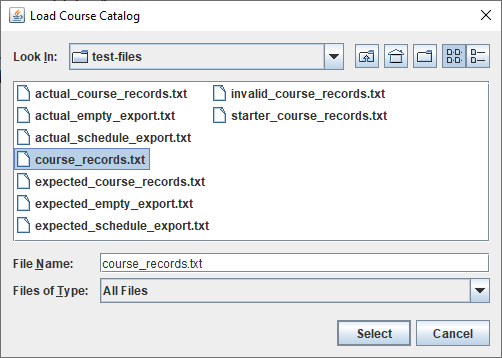 Load Course Catalog
Look In: test-files
actual_course_records.txt
actual_empty_export.txt
actual_schedule_export.txt
course_records.txt
expected_course_records.txt
expected_empty_export.txt
expected_schedule_export.txt
invalid_course_records.txt
starter_course_records.txt
File Name: course_records.txt
Files of Type: All Files
Select Cancel